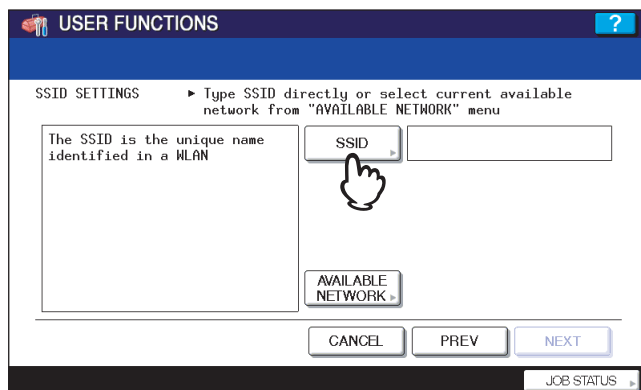 USER FUNCTIONS
?
SSID SETTINGS
Type SSID directly or select current available
network from "AVAILABLE NETWORK" menu
The SSID is the unique name
identified in a WLAN
SSID
AVAILABLE
NETWORK
CANCEL
PREV
NEXT
JOB STATUS